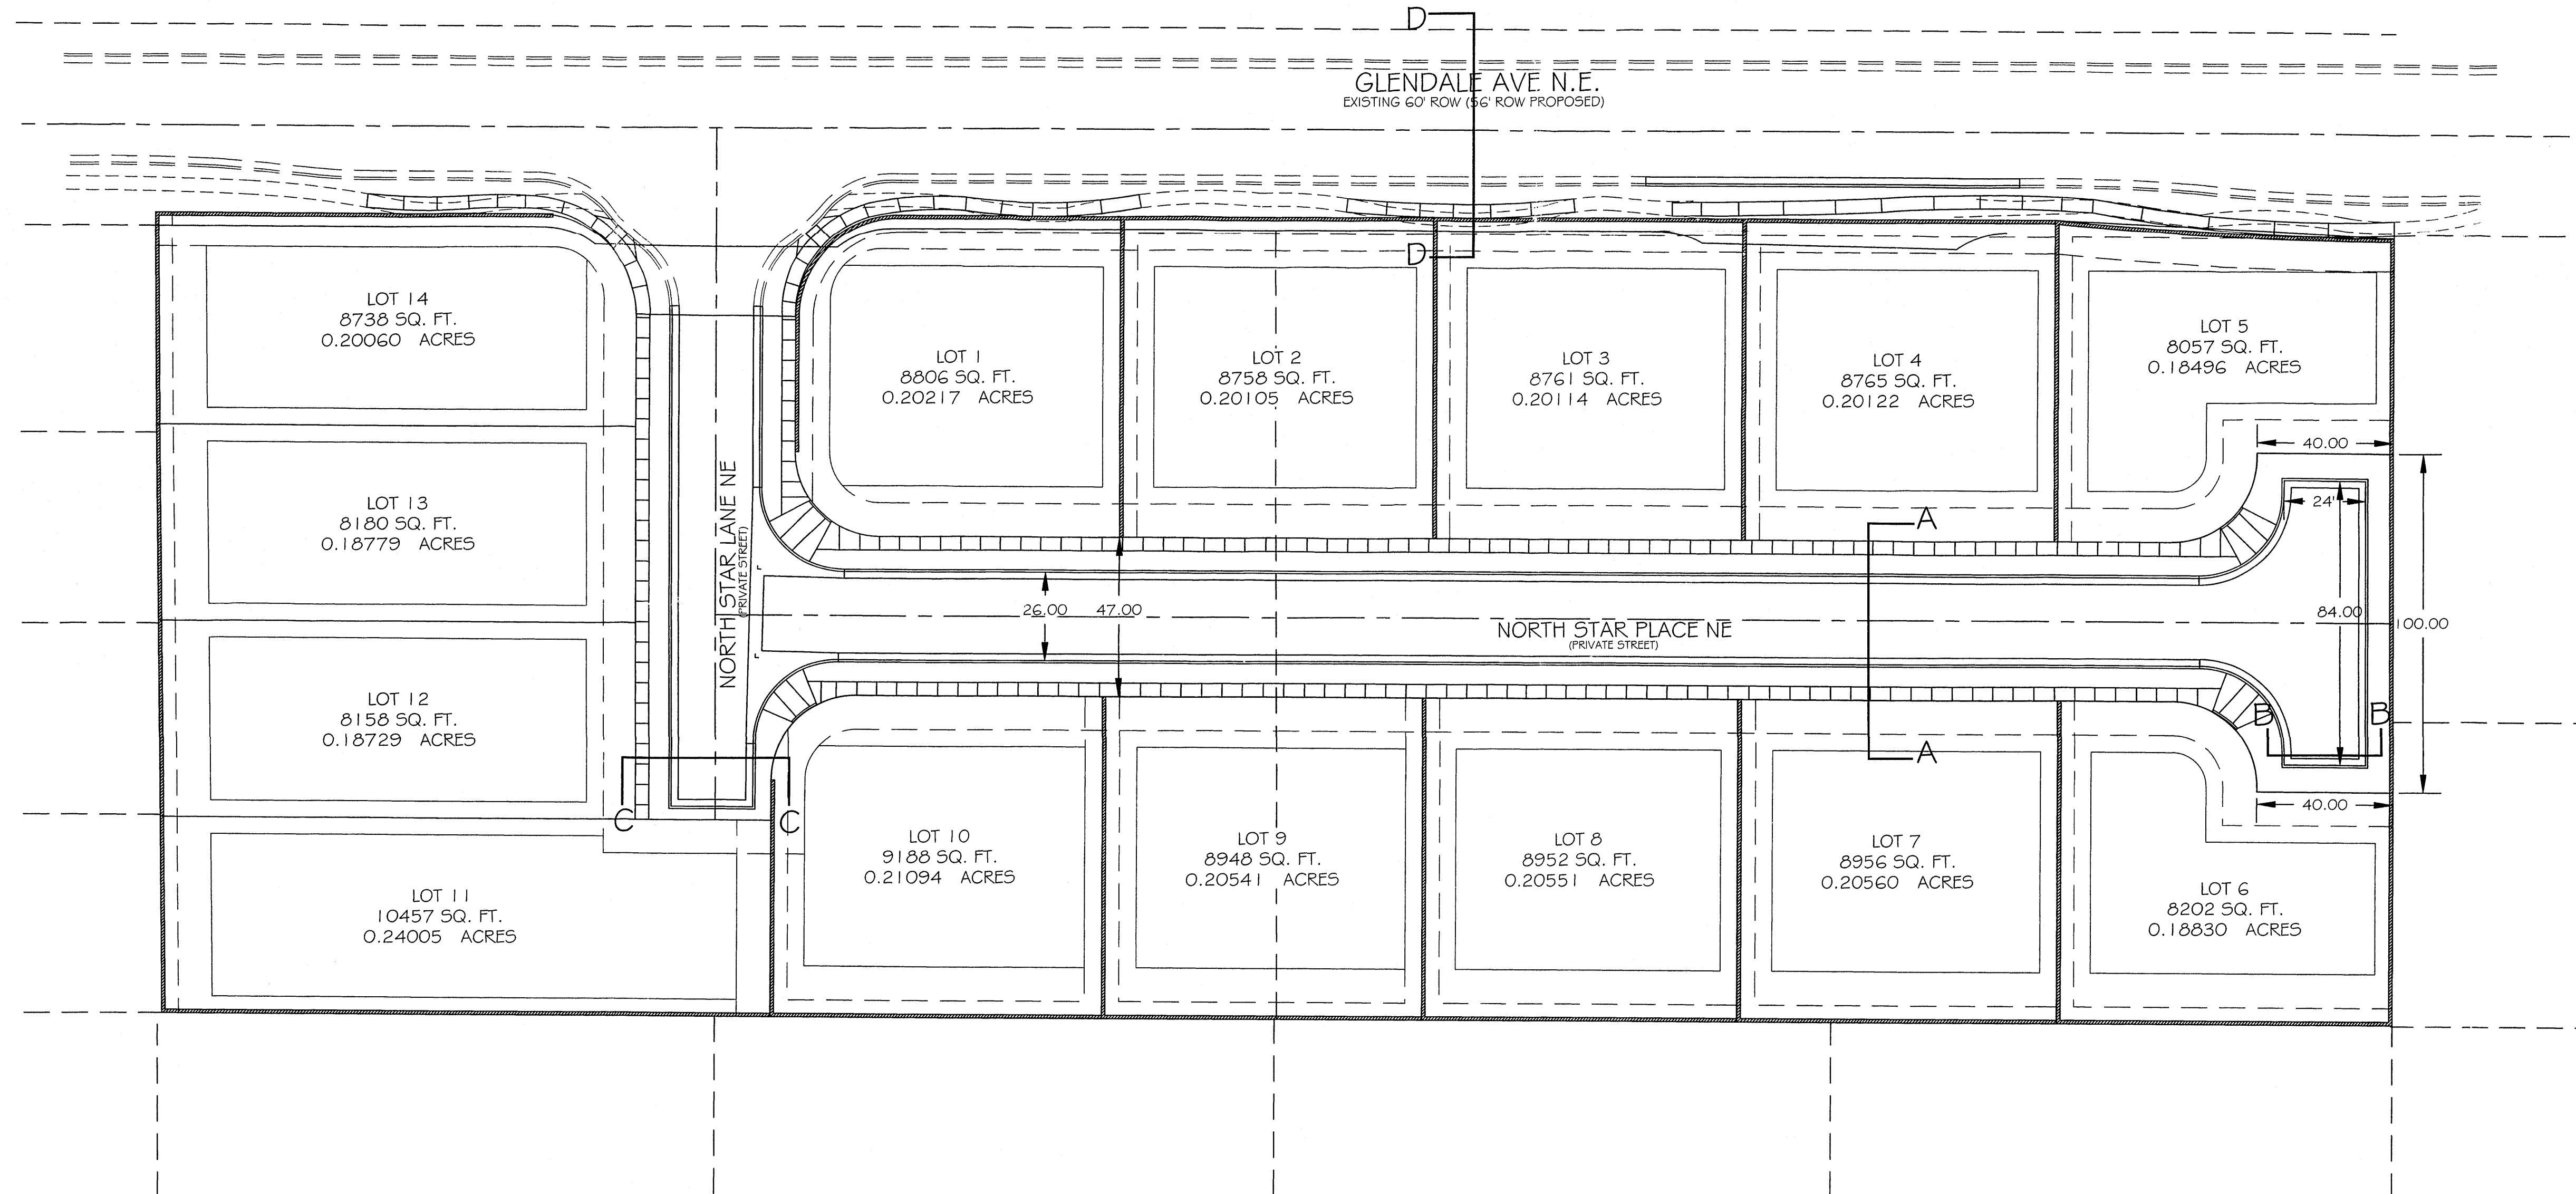 D
GLENDALE AVE. N.E.
EXISTING 60' ROW (56' ROW PROPOSED)
D
LOT 14
8738 SQ. FT.
0.20060 ACRES
LOT 1
8806 SQ. FT.
0.20217 ACRES
LOT 2
8758 SQ. FT.
0.20105 ACRES
LOT 3
8761 SQ. FT.
0.20114 ACRES
LOT 4
8765 SQ. FT.
0.20122 ACRES
LOT 5
8057 SQ. FT.
0.18496 ACRES
40.00
24'
LOT 13
8180 SQ. FT.
0.18779 ACRES
NORTH STAR LANE NE
(PRIVATE STREET)
A
26.00
47.00
NORTH STAR PLACE NE
(PRIVATE STREET)
84.00
100.00
LOT 12
8158 SQ. FT.
0.18729 ACRES
A
B
B
40.00
C
C
LOT 11
10457 SQ. FT.
0.24005 ACRES
LOT 10
9188 SQ. FT.
0.21094 ACRES
LOT 9
8948 SQ. FT.
0.20541 ACRES
LOT 8
8952 SQ. FT.
0.20551 ACRES
LOT 7
8956 SQ. FT.
0.20560 ACRES
LOT 6
8202 SQ. FT.
0.18830 ACRES